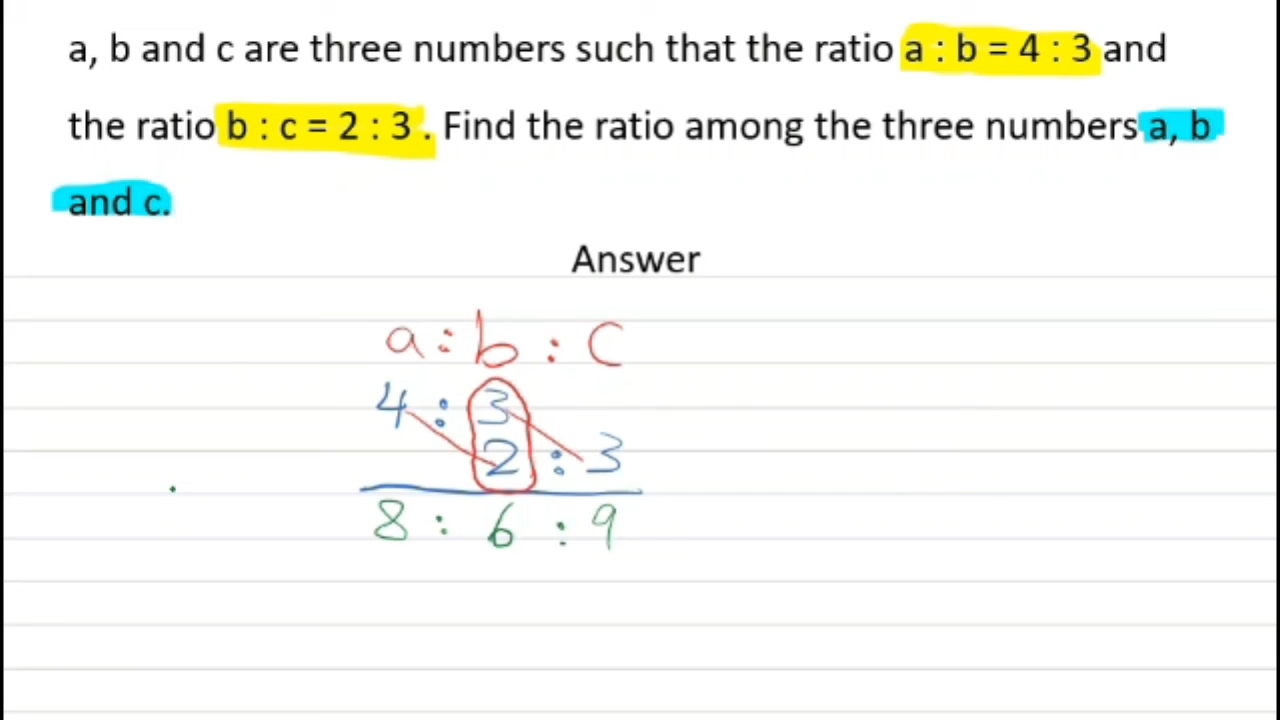 a, b and c are three numbers such that the ratio a : b = 4 : 3 and
the ratio b : c = 2 : 3 . Find the ratio among the three numbers a, b
and c.
Answer
a : b : c
4 : 3
2 : 3
8 : 6 : 9